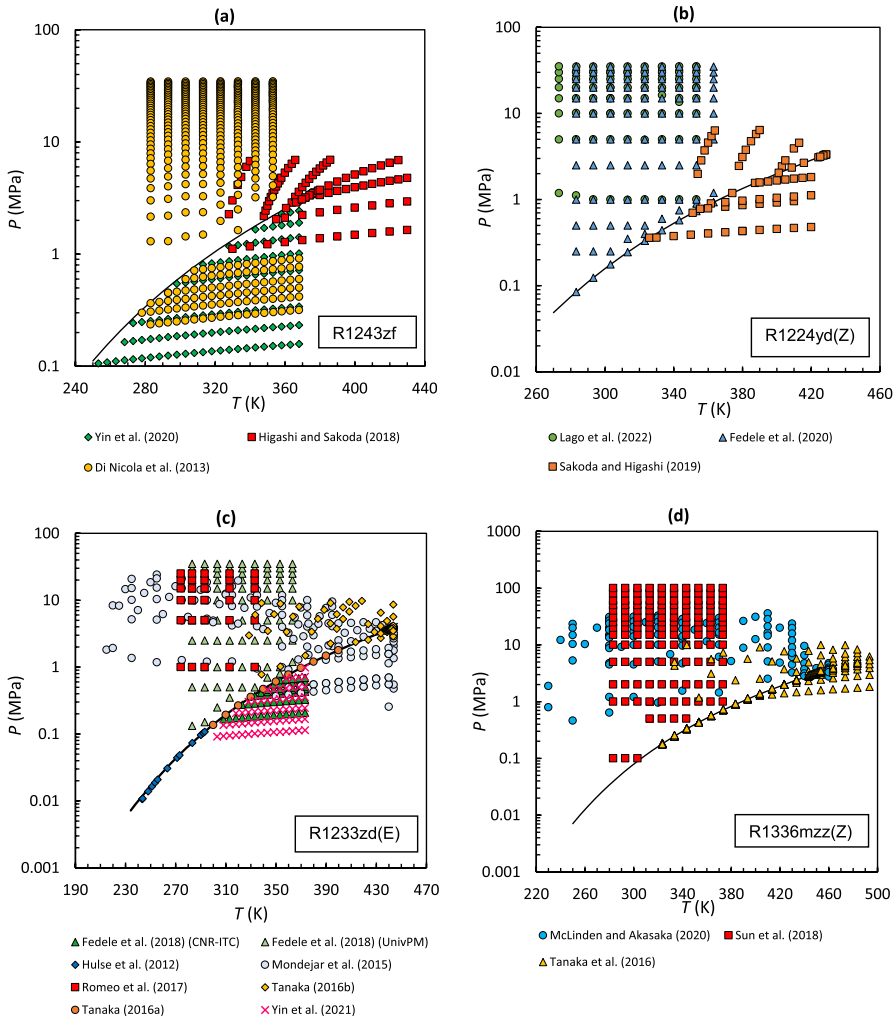 (a)
100
10
1
0.1
P (MPa)
240 280 320 360 400 440
T (K)
R1243zf
Yin et al. (2020)
Higashi and Sakoda (2018)
Di Nicola et al. (2013)
(b)
100
10
1
0.1
0.01
P (MPa)
260 300 340 380 420 460
T (K)
R1224yd(Z)
Lago et al. (2022)
Fedele et al. (2020)
Sakoda and Higashi (2019)
(c)
100
10
1
0.1
0.01
0.001
P (MPa)
190 230 270 310 350 390 430 470
T (K)
R1233zd(E)
Fedele et al. (2018) (CNR-ITC)
Fedele et al. (2018) (UnivPM)
Hulse et al. (2012)
Mondejar et al. (2015)
Romeo et al. (2017)
Tanaka (2016b)
Tanaka (2016a)
Yin et al. (2021)
(d)
1000
100
10
1
0.1
0.01
0.001
P (MPa)
220 260 300 340 380 420 460 500
T (K)
R1336mzz(Z)
McLinden and Akasaka (2020)
Sun et al. (2018)
Tanaka et al. (2016)